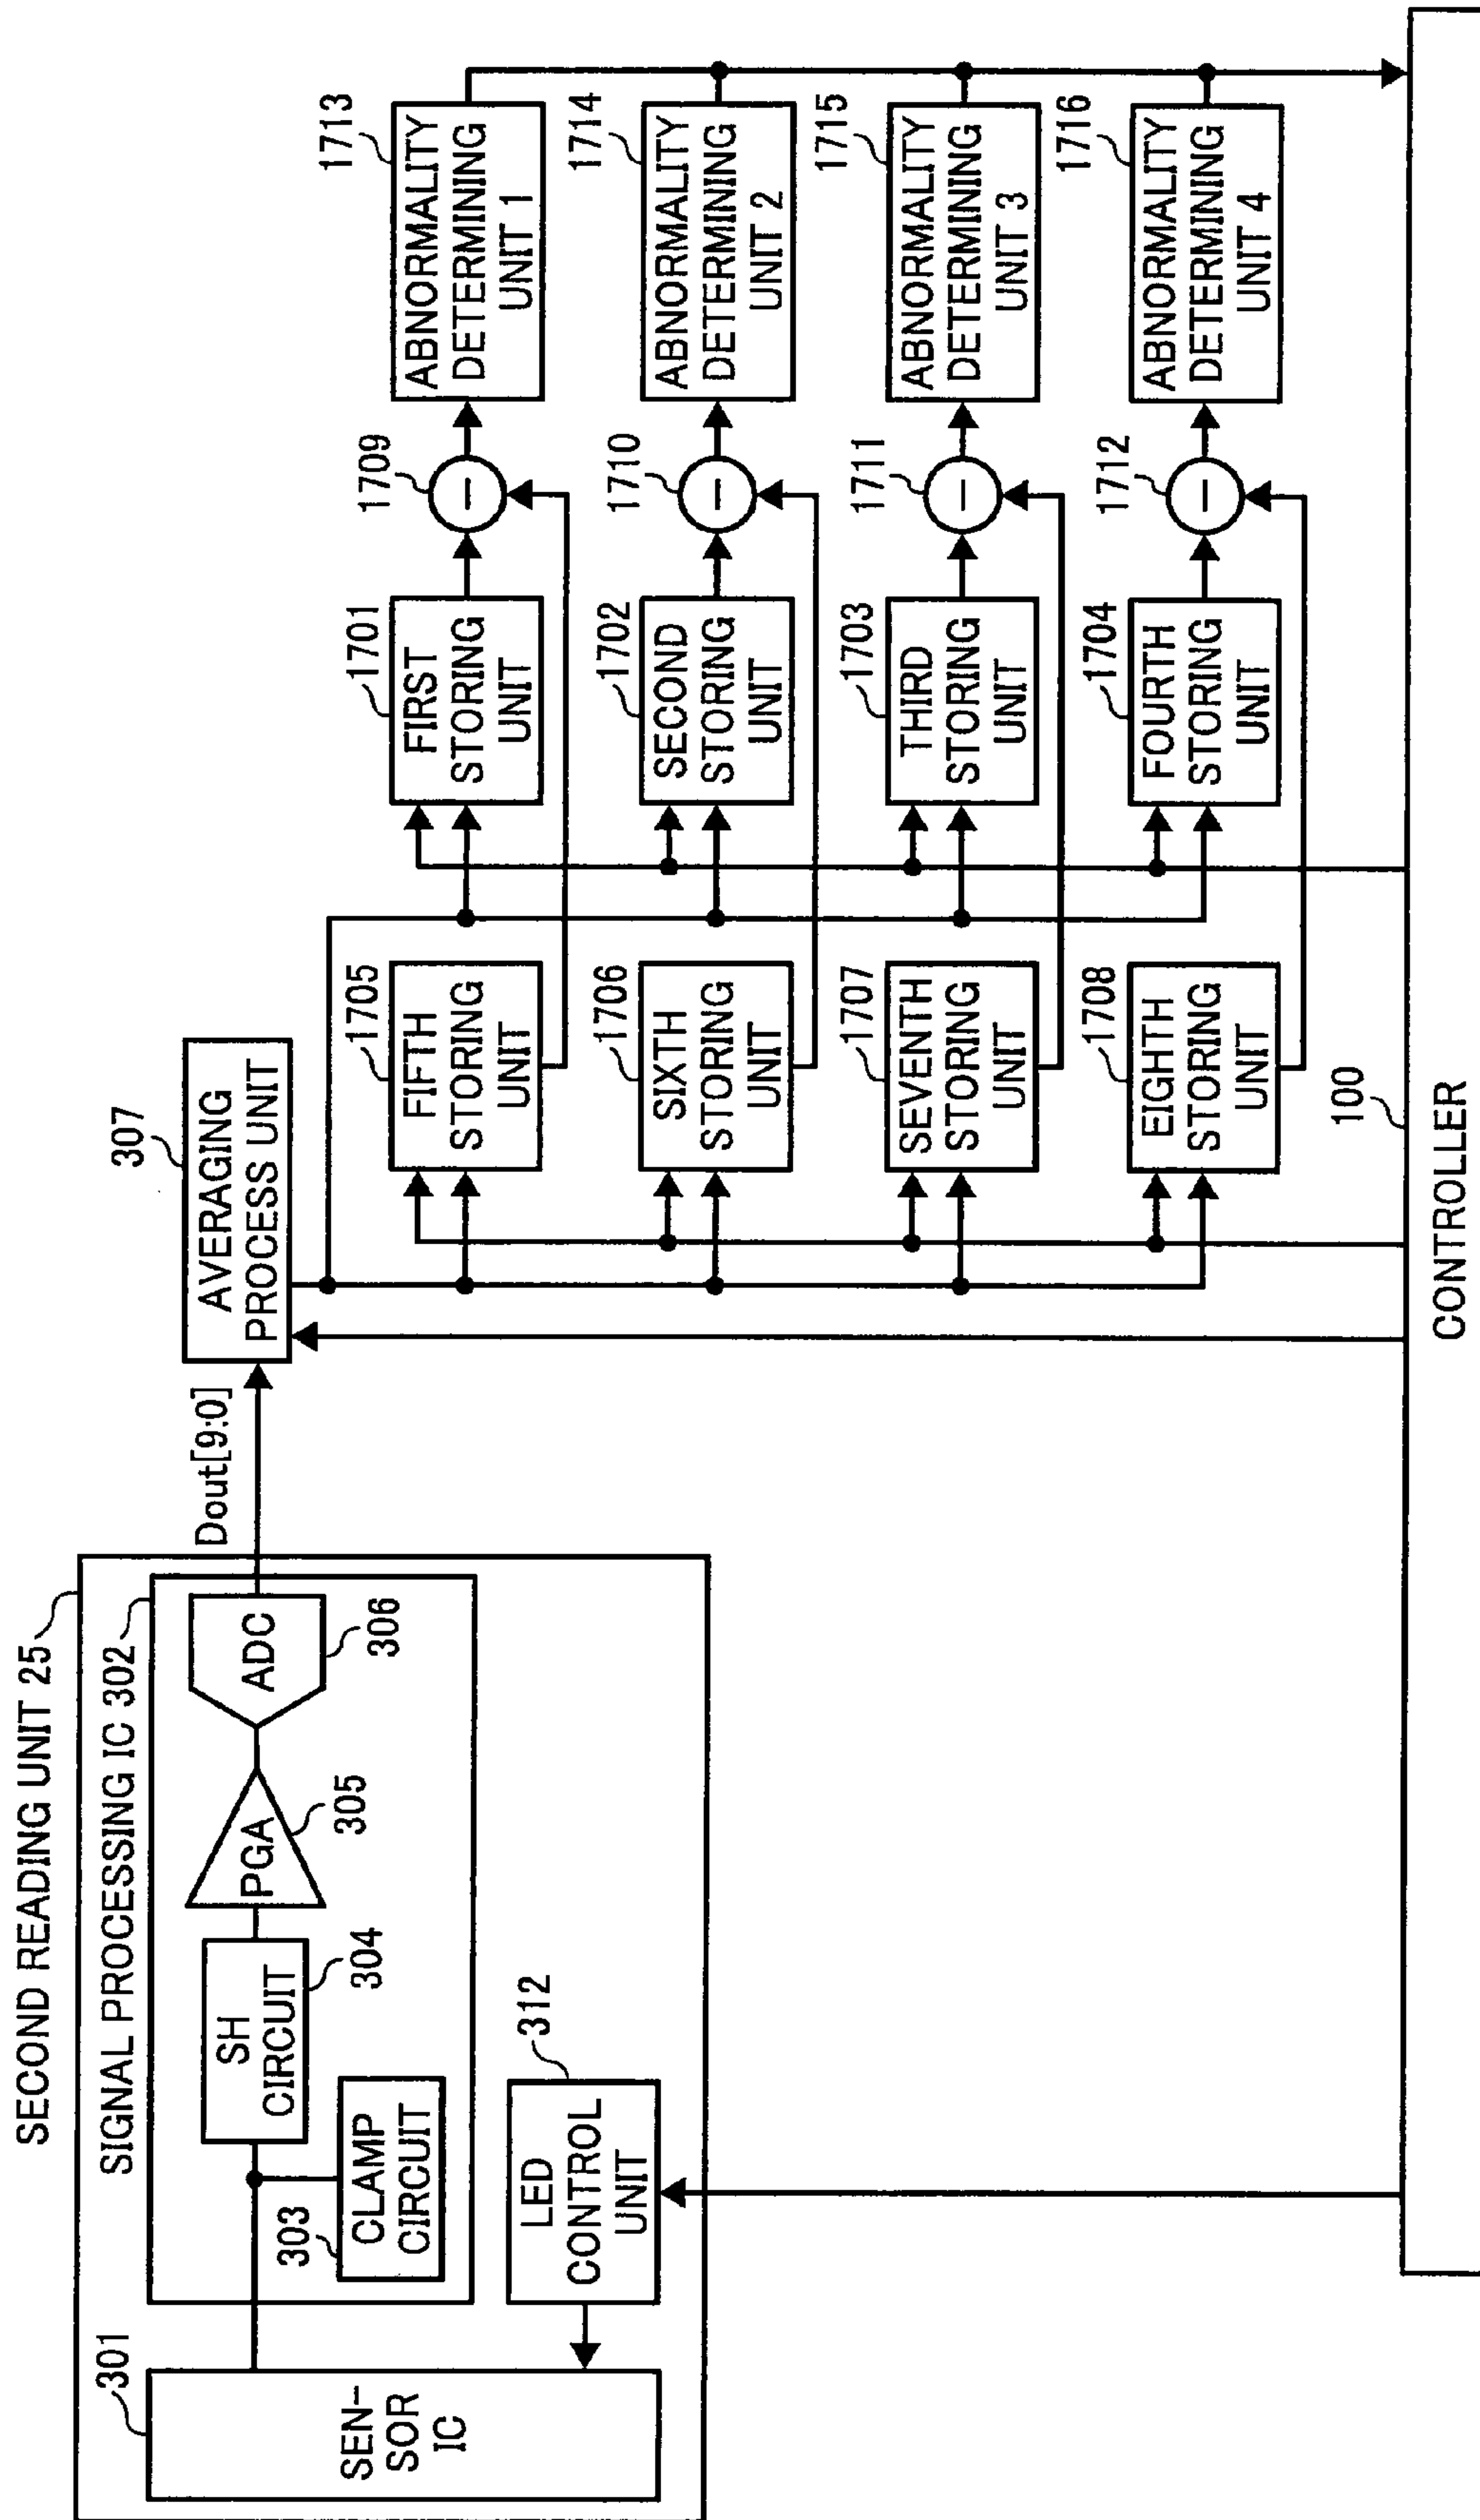 SECOND READING UNIT 25
SIGNAL PROCESSING IC 302
301
SEN-
SOR
IC
303
CLAMP
CIRCUIT
SH
CIRCUIT
304
PGA
305
ADC
306
312
LED
CONTROL
UNIT
Dout[9:0]
307
AVERAGING
PROCESS UNIT
1705
FIFTH
STORING
UNIT
1701
FIRST
STORING
UNIT
1709
−
1713
ABNORMALITY
DETERMINING
UNIT 1
1706
SIXTH
STORING
UNIT
1702
SECOND
STORING
UNIT
1710
−
1714
ABNORMALITY
DETERMINING
UNIT 2
1707
SEVENTH
STORING
UNIT
1703
THIRD
STORING
UNIT
1711
−
1715
ABNORMALITY
DETERMINING
UNIT 3
1708
EIGHTH
STORING
UNIT
1704
FOURTH
STORING
UNIT
1712
−
1716
ABNORMALITY
DETERMINING
UNIT 4
100
CONTROLLER